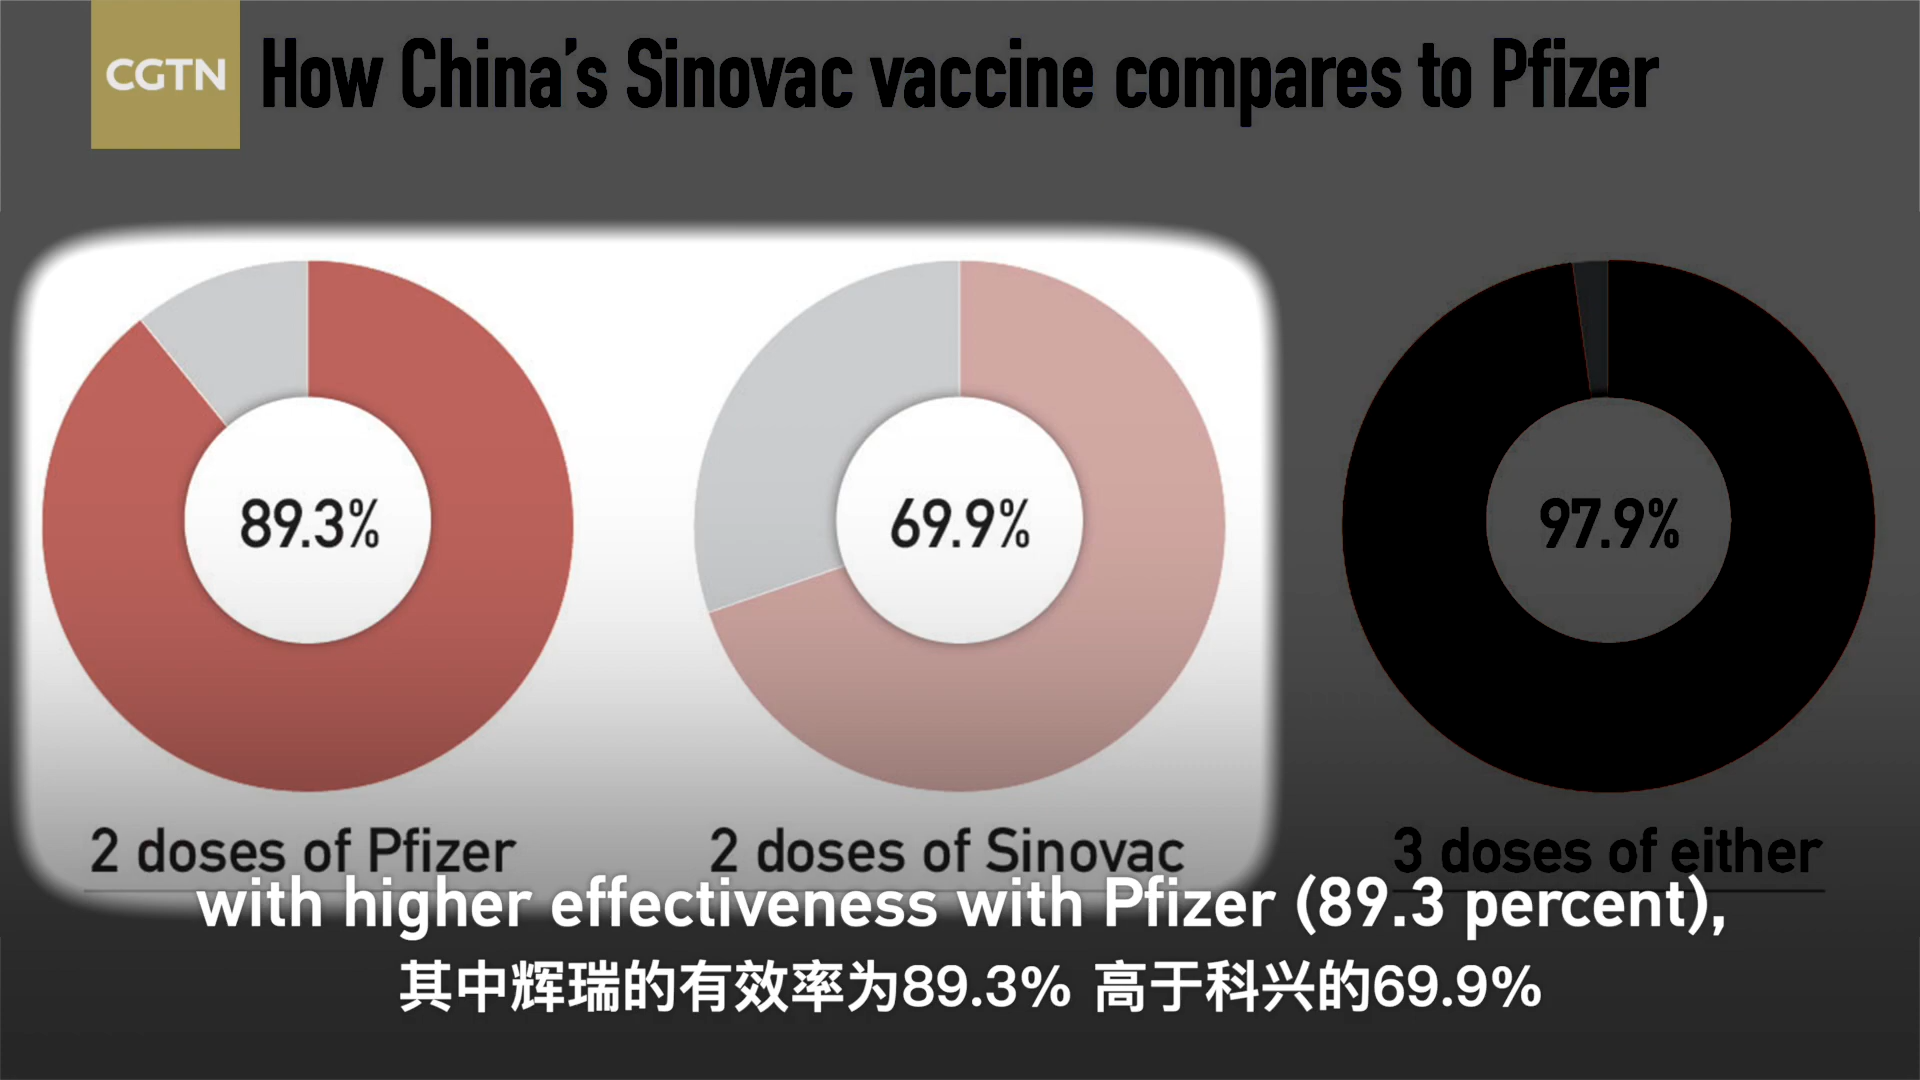 CGTN
How China's Sinovac vaccine compares to Pfizer
89.3%
69.9%
97.9%
2 doses of Pfizer
2 doses of Sinovac
3 doses of either
with higher effectiveness with Pfizer (89.3 percent),
其中辉瑞的有效率为89.3% 高于科兴的69.9%